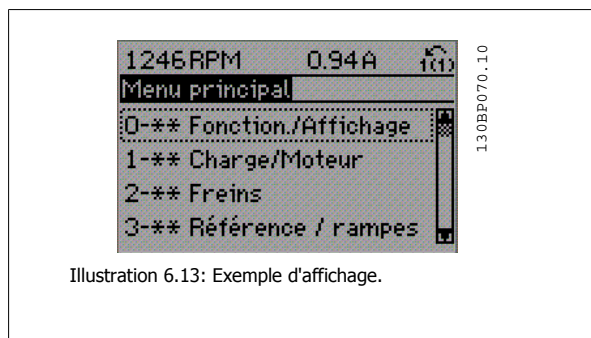 1246RPM 0.94A 1(1)
Menu principal
0-** Fonction./Affichage
1-** Charge/Moteur
2-** Freins
3-** Référence / rampes
130BP070.10
Illustration 6.13: Exemple d'affichage.